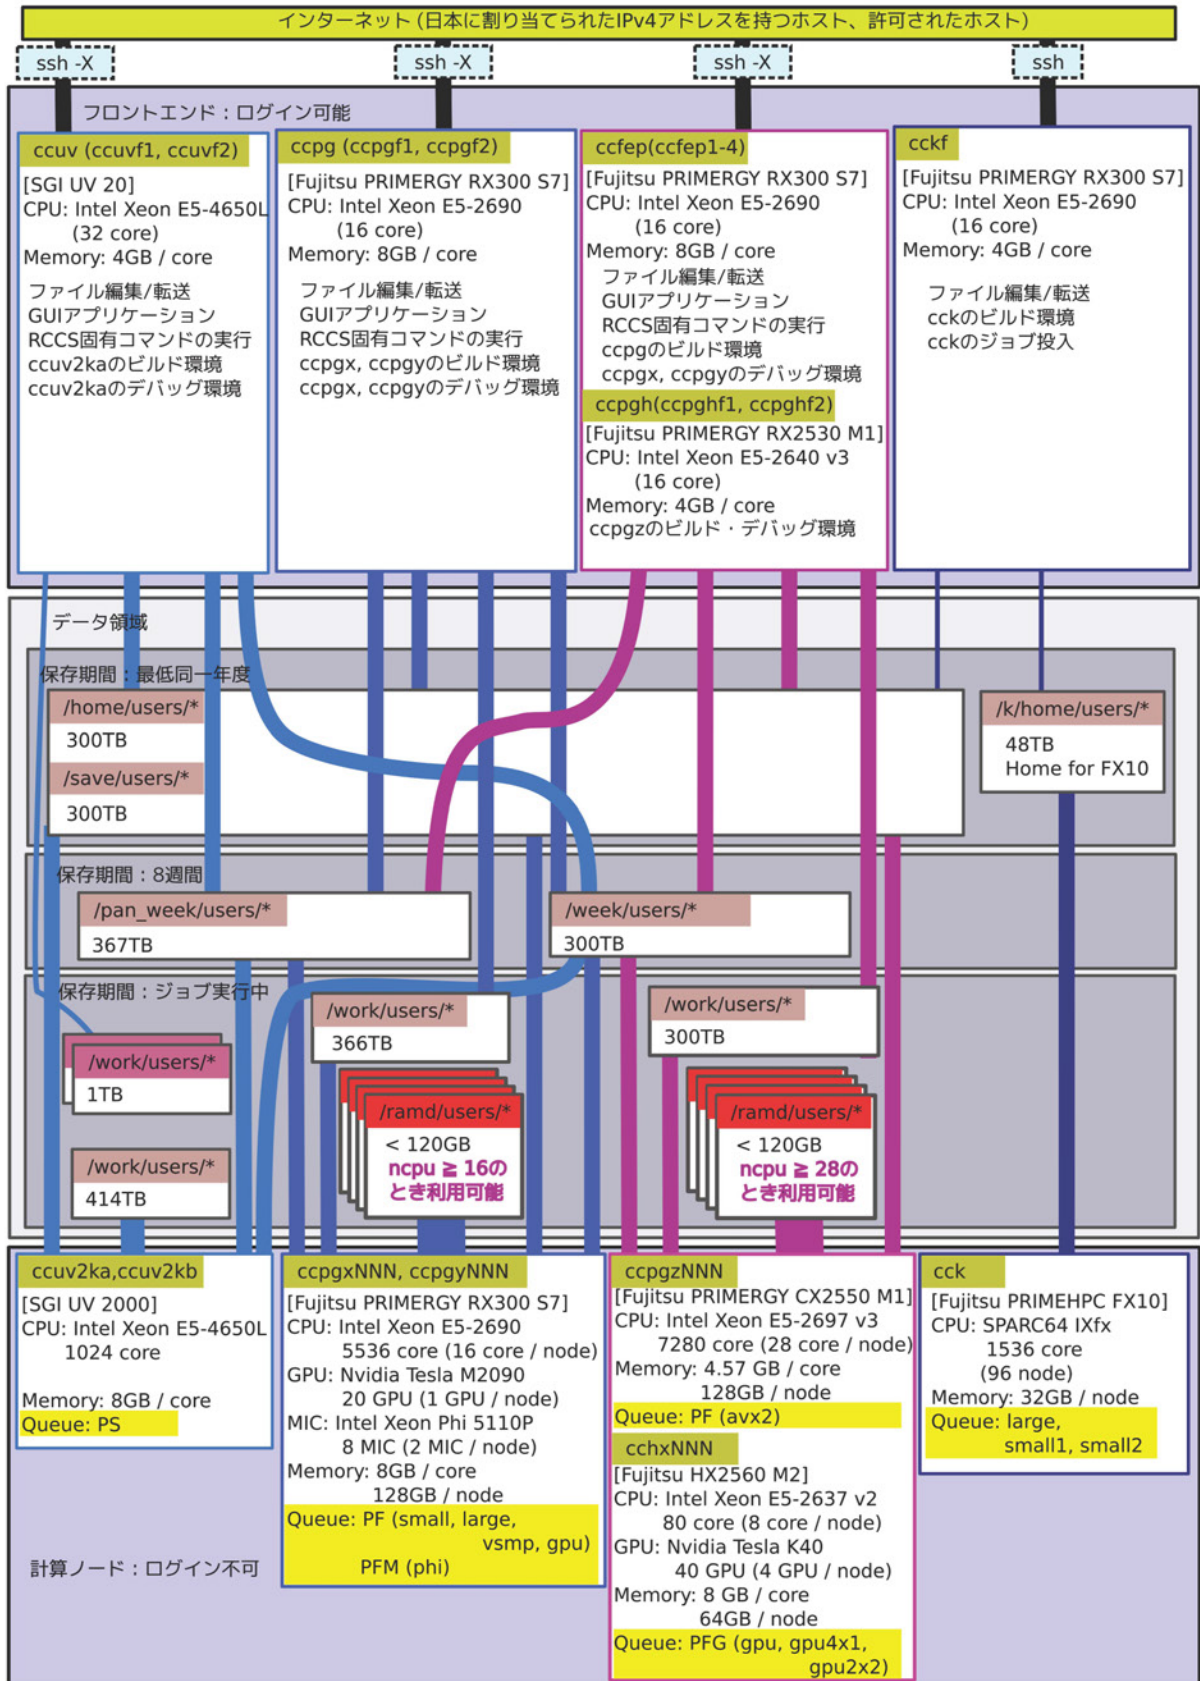 インターネット (日本に割り当てられたIPv4アドレスを持つホスト、許可されたホスト)
ssh -X
ssh -X
ssh -X
ssh
フロントエンド：ログイン可能
ccuv (ccuvf1, ccuvf2)
[SGI UV 20]
CPU: Intel Xeon E5-4650L
(32 core)
Memory: 4GB / core
ファイル編集/転送
GUIアプリケーション
RCCS固有コマンドの実行
ccuv2kaのビルド環境
ccuv2kaのデバッグ環境
ccpg (ccpgf1, ccpgf2)
[Fujitsu PRIMERGY RX300 S7]
CPU: Intel Xeon E5-2690
(16 core)
Memory: 8GB / core
ファイル編集/転送
GUIアプリケーション
RCCS固有コマンドの実行
ccpgx, ccpgyのビルド環境
ccpgx, ccpgyのデバッグ環境
ccfep(ccfep1-4)
[Fujitsu PRIMERGY RX300 S7]
CPU: Intel Xeon E5-2690
(16 core)
Memory: 8GB / core
ファイル編集/転送
GUIアプリケーション
RCCS固有コマンドの実行
ccpgのビルド環境
ccpgx, ccpgyのデバッグ環境
ccpgh(ccpghf1, ccpghf2)
[Fujitsu PRIMERGY RX2530 M1]
CPU: Intel Xeon E5-2640 v3
(16 core)
Memory: 4GB / core
ccpgzのビルド・デバッグ環境
cckf
[Fujitsu PRIMERGY RX300 S7]
CPU: Intel Xeon E5-2690
(16 core)
Memory: 4GB / core
ファイル編集/転送
cckのビルド環境
cckのジョブ投入
データ領域
保存期間：最低同一年度
/home/users/*
300TB
/save/users/*
300TB
/k/home/users/*
48TB
Home for FX10
保存期間：8週間
/pan_week/users/*
367TB
/week/users/*
300TB
保存期間：ジョブ実行中
/work/users/*
1TB
/work/users/*
414TB
/work/users/*
366TB
/ramd/users/*
< 120GB
ncpu ≧ 16の
とき利用可能
/work/users/*
300TB
/ramd/users/*
< 120GB
ncpu ≧ 28の
とき利用可能
ccuv2ka,ccuv2kb
[SGI UV 2000]
CPU: Intel Xeon E5-4650L
1024 core
Memory: 8GB / core
Queue: PS
ccpgxNNN, ccpgyNNN
[Fujitsu PRIMERGY RX300 S7]
CPU: Intel Xeon E5-2690
5536 core (16 core / node)
GPU: Nvidia Tesla M2090
20 GPU (1 GPU / node)
MIC: Intel Xeon Phi 5110P
8 MIC (2 MIC / node)
Memory: 8GB / core
128GB / node
Queue: PF (small, large,
vsmp, gpu)
PFM (phi)
ccpgzNNN
[Fujitsu PRIMERGY CX2550 M1]
CPU: Intel Xeon E5-2697 v3
7280 core (28 core / node)
Memory: 4.57 GB / core
128GB / node
Queue: PF (avx2)
cchxNNN
[Fujitsu HX2560 M2]
CPU: Intel Xeon E5-2637 v2
80 core (8 core / node)
GPU: Nvidia Tesla K40
40 GPU (4 GPU / node)
Memory: 8 GB / core
64GB / node
Queue: PFG (gpu, gpu4x1,
gpu2x2)
cck
[Fujitsu PRIMEHPC FX10]
CPU: SPARC64 IXfx
1536 core
(96 node)
Memory: 32GB / node
Queue: large,
small1, small2
計算ノード：ログイン不可